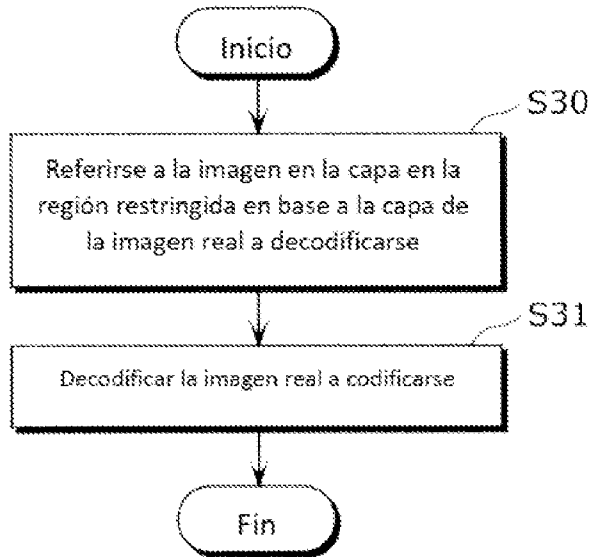 Inicio
S30
Referirse a la imagen en la capa en la
región restringida en base a la capa de
la imagen real a decodificarse
S31
Decodificar la imagen real a codificarse
Fin